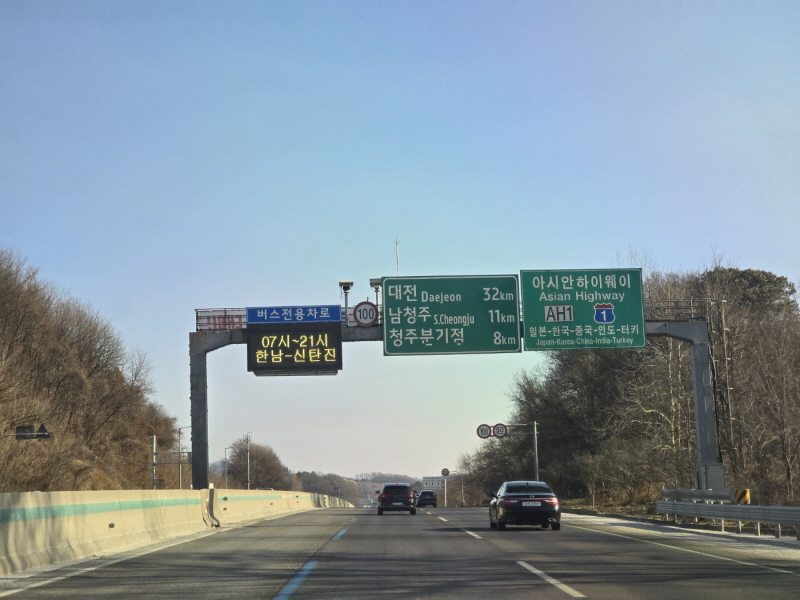 버스전용차로
07시~21시
한남-신탄진
100
대전 Daejeon 32km
남청주 S.Cheongju 11km
청주분기점 8km
아시안하이웨이
Asian Highway
AH1 1
일본-한국-중국-인도-터키
Japan-Korea-China-India-Turkey
100